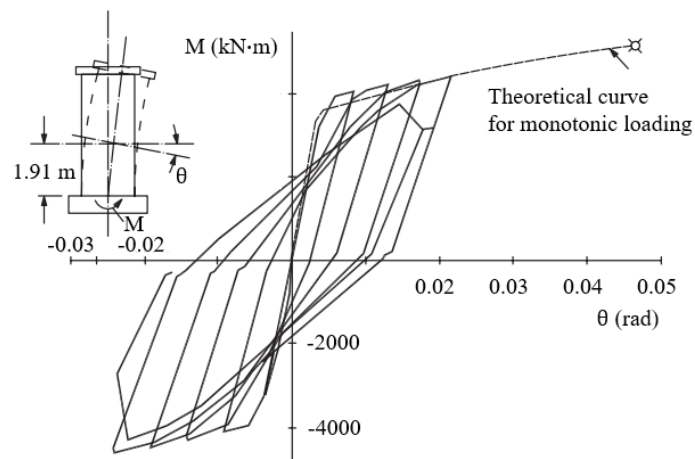 M (kN·m)
Theoretical curve
for monotonic loading
1.91 m
θ
M
-0.03
-0.02
0.02
0.03
0.04
0.05
θ (rad)
-2000
-4000